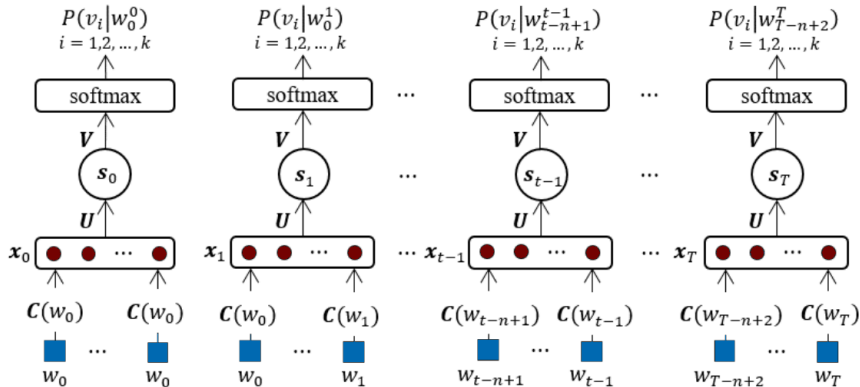 P(v_i|w_0^0) P(v_i|w_0^1) P(v_i|w_{t-n+1}^{t-1}) P(v_i|w_{T-n+2}^T)
i = 1,2, ..., k i = 1,2, ..., k i = 1,2, ..., k i = 1,2, ..., k
softmax softmax ... softmax ... softmax
V V V V
s_0 s_1 ... s_{t-1} ... s_T
U U U U
x_0 ... x_1 ... ... x_{t-1} ... ... x_T ...
C(w_0) C(w_0) C(w_0) C(w_1) C(w_{t-n+1}) C(w_{t-1}) C(w_{T-n+2}) C(w_T)
... ... ... ...
w_0 w_0 w_0 w_1 w_{t-n+1} w_{t-1} w_{T-n+2} w_T